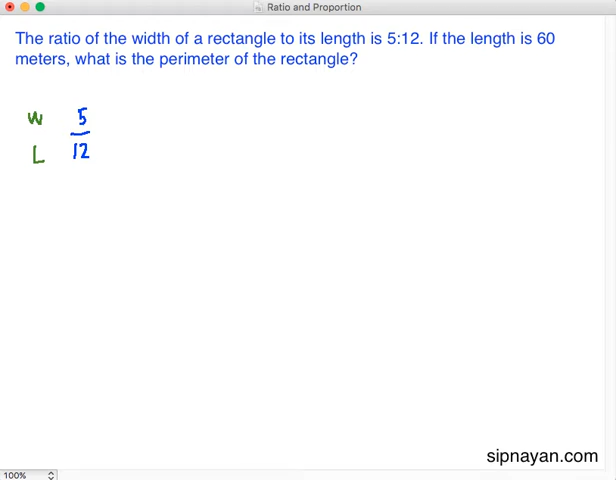 Ratio and Proportion
The ratio of the width of a rectangle to its length is 5:12. If the length is 60
meters, what is the perimeter of the rectangle?
W 5
L 12
sipnayan.com
100%